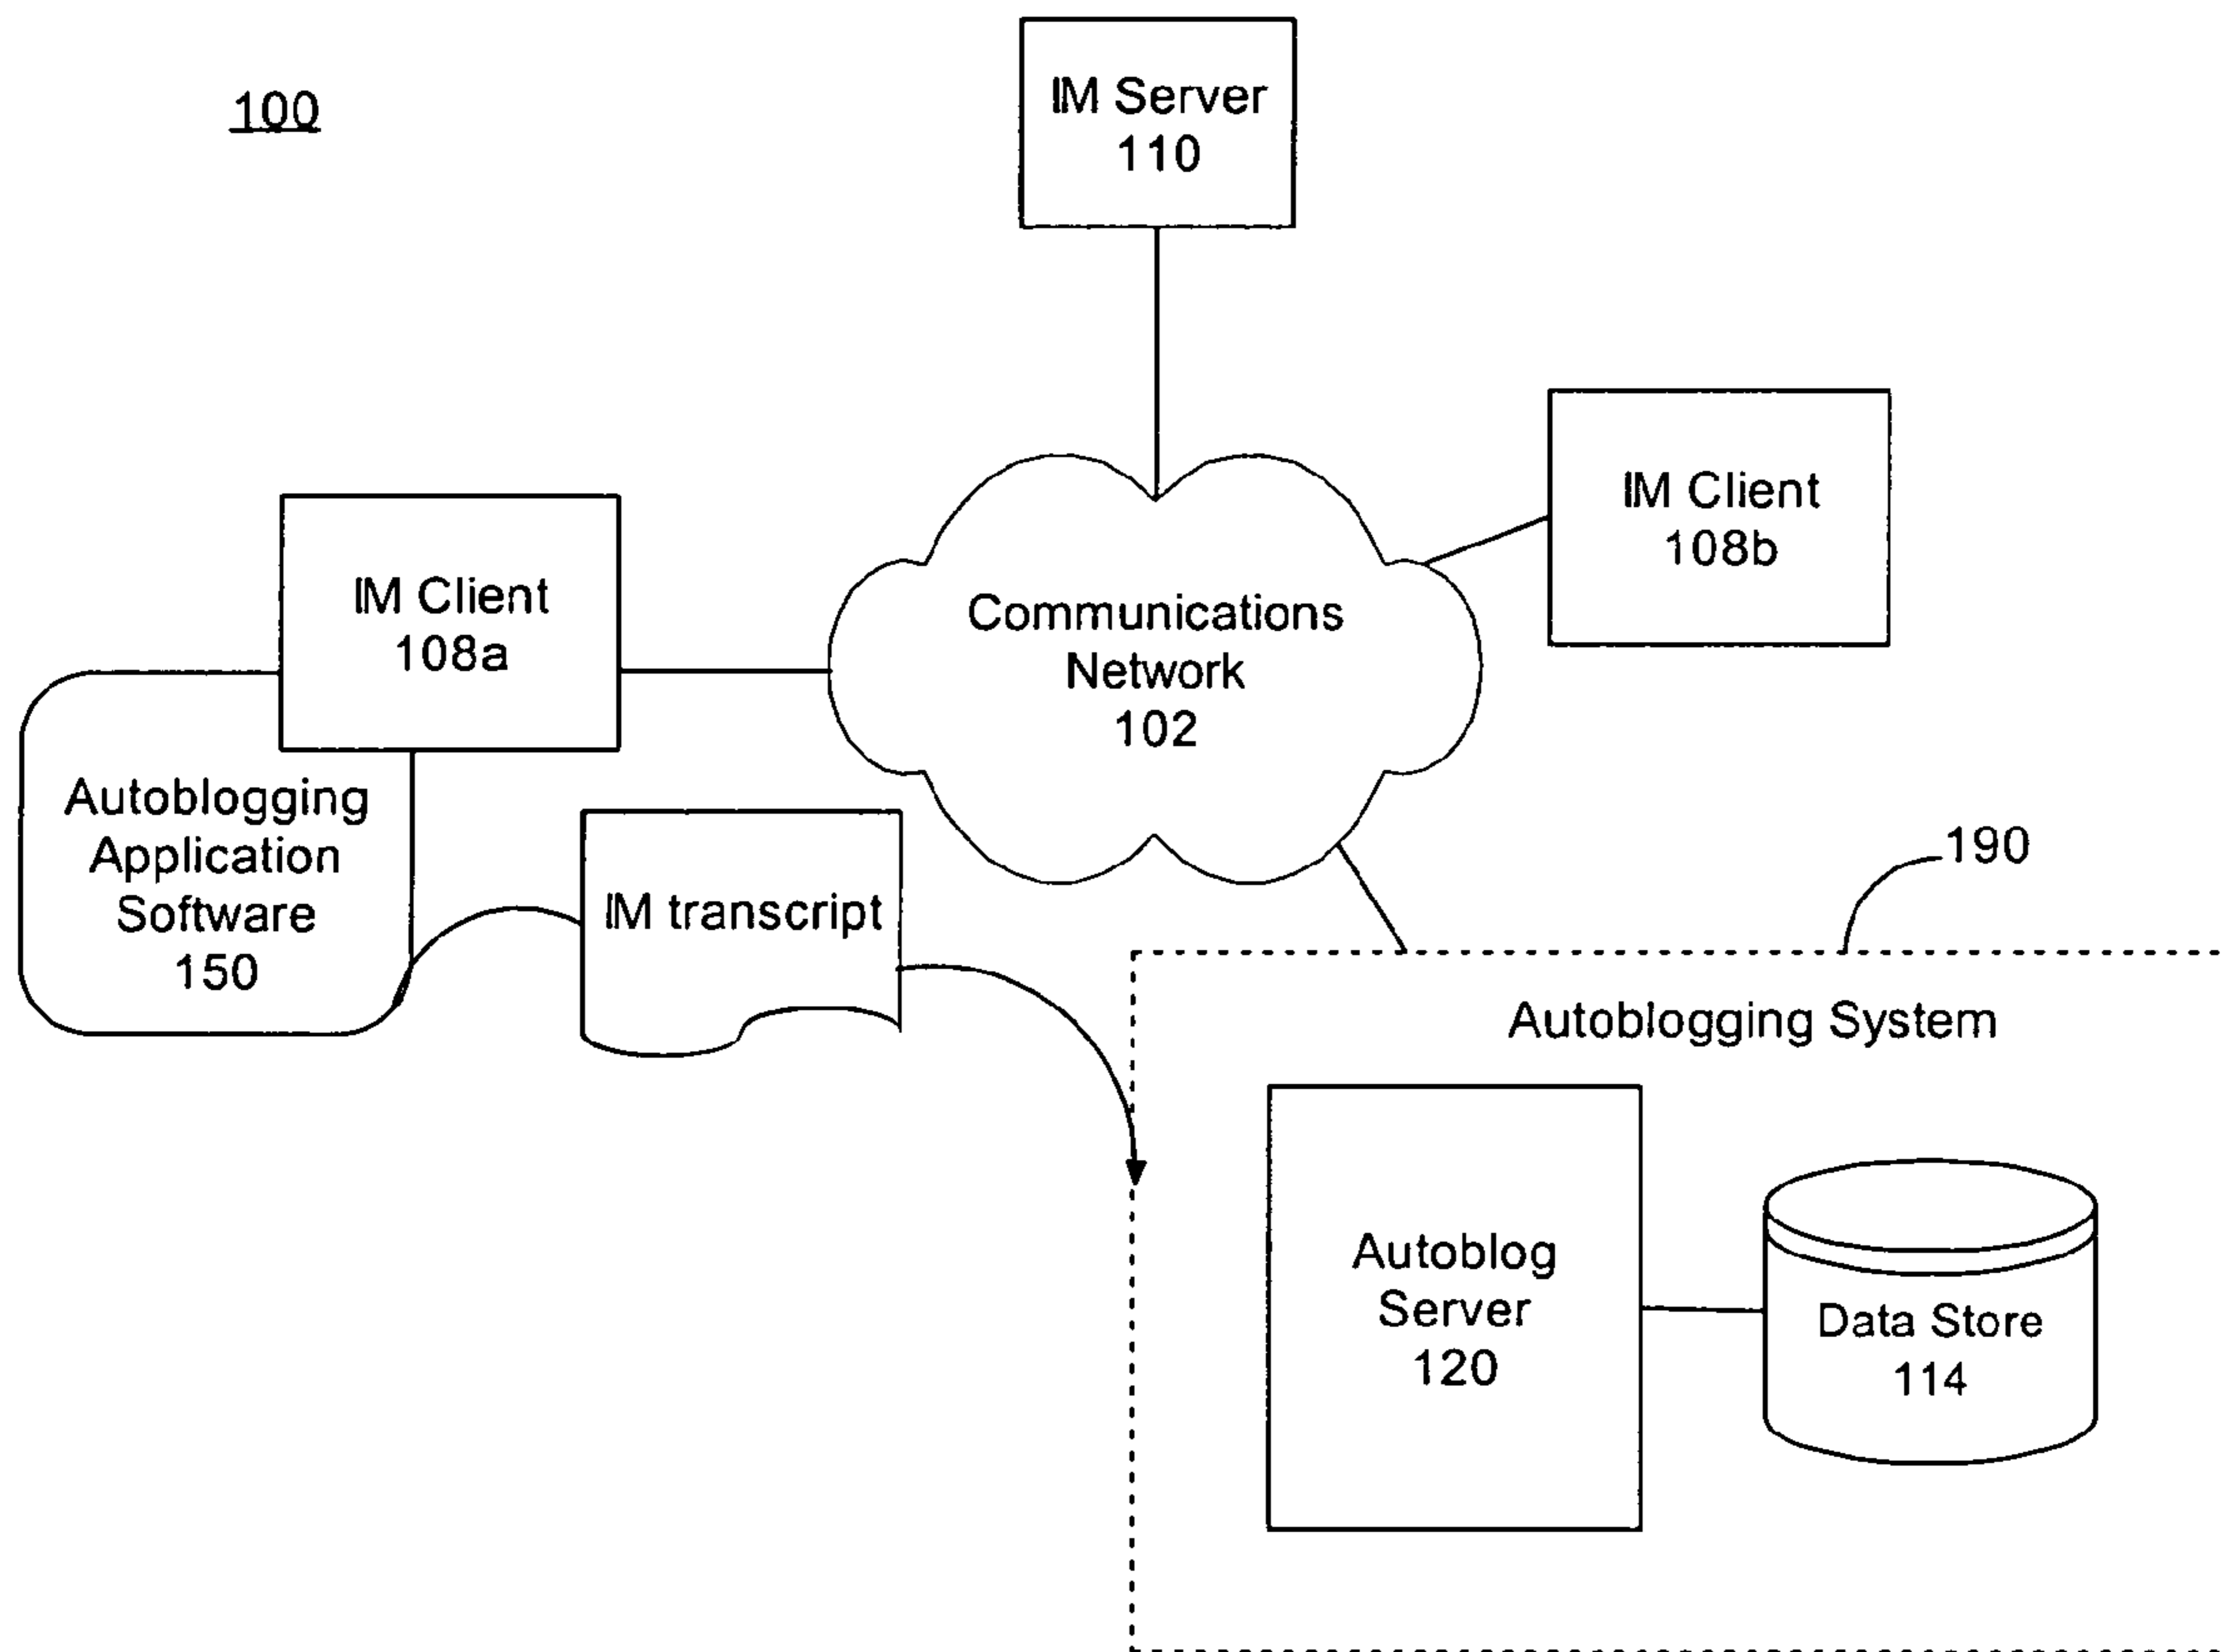 100
IM Server
110
IM Client
108b
IM Client
108a
Communications
Network
102
Autoblogging
Application
Software
150
IM transcript
190
Autoblogging System
Autoblog
Server
120
Data Store
114